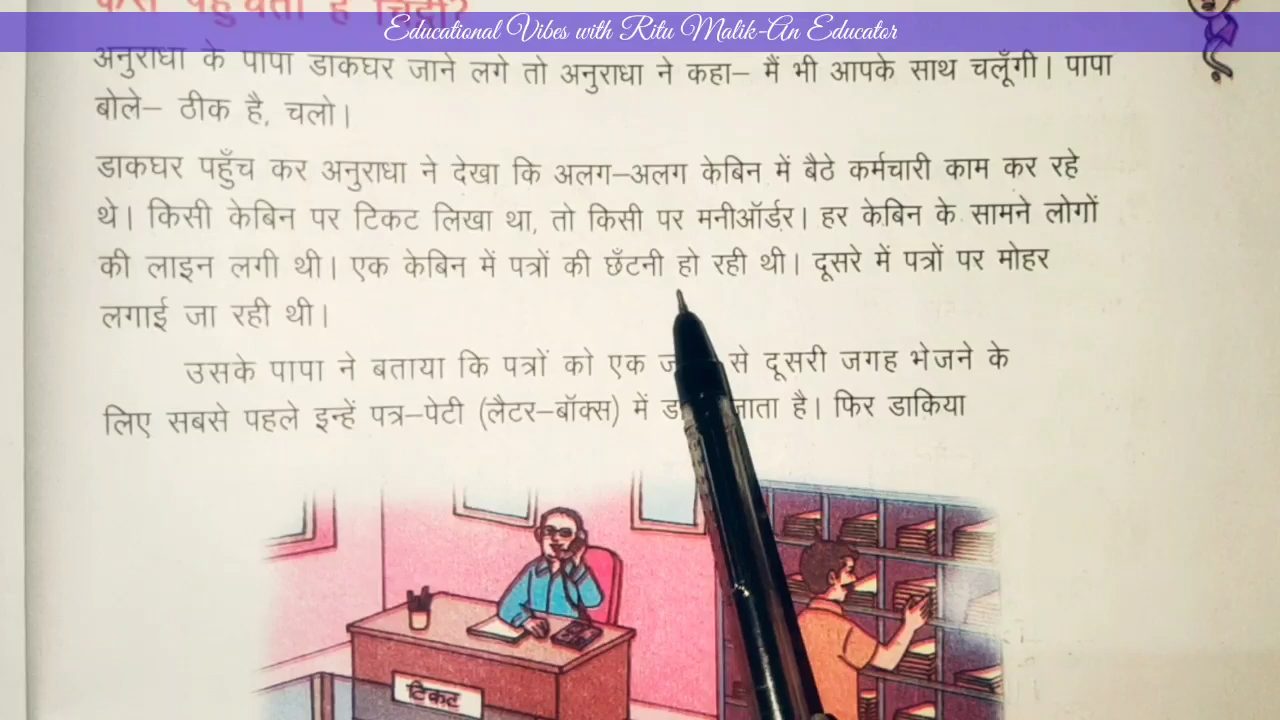 कैसे पहुँचती है चिट्ठी?
Educational Vibes with Ritu Malik-An Educator
अनुराधा के पापा डाकघर जाने लगे तो अनुराधा ने कहा– मैं भी आपके साथ चलूँगी। पापा
बोले– ठीक है, चलो।
डाकघर पहुँच कर अनुराधा ने देखा कि अलग–अलग केबिन में बैठे कर्मचारी काम कर रहे
थे। किसी केबिन पर टिकट लिखा था, तो किसी पर मनीऑर्डर। हर केबिन के सामने लोगों
की लाइन लगी थी। एक केबिन में पत्रों की छँटनी हो रही थी। दूसरे में पत्रों पर मोहर
लगाई जा रही थी।
उसके पापा ने बताया कि पत्रों को एक से दूसरी जगह भेजने के
लिए सबसे पहले इन्हें पत्र–पेटी (लैटर–बॉक्स) में जाता है। फिर डाकिया
टिकट